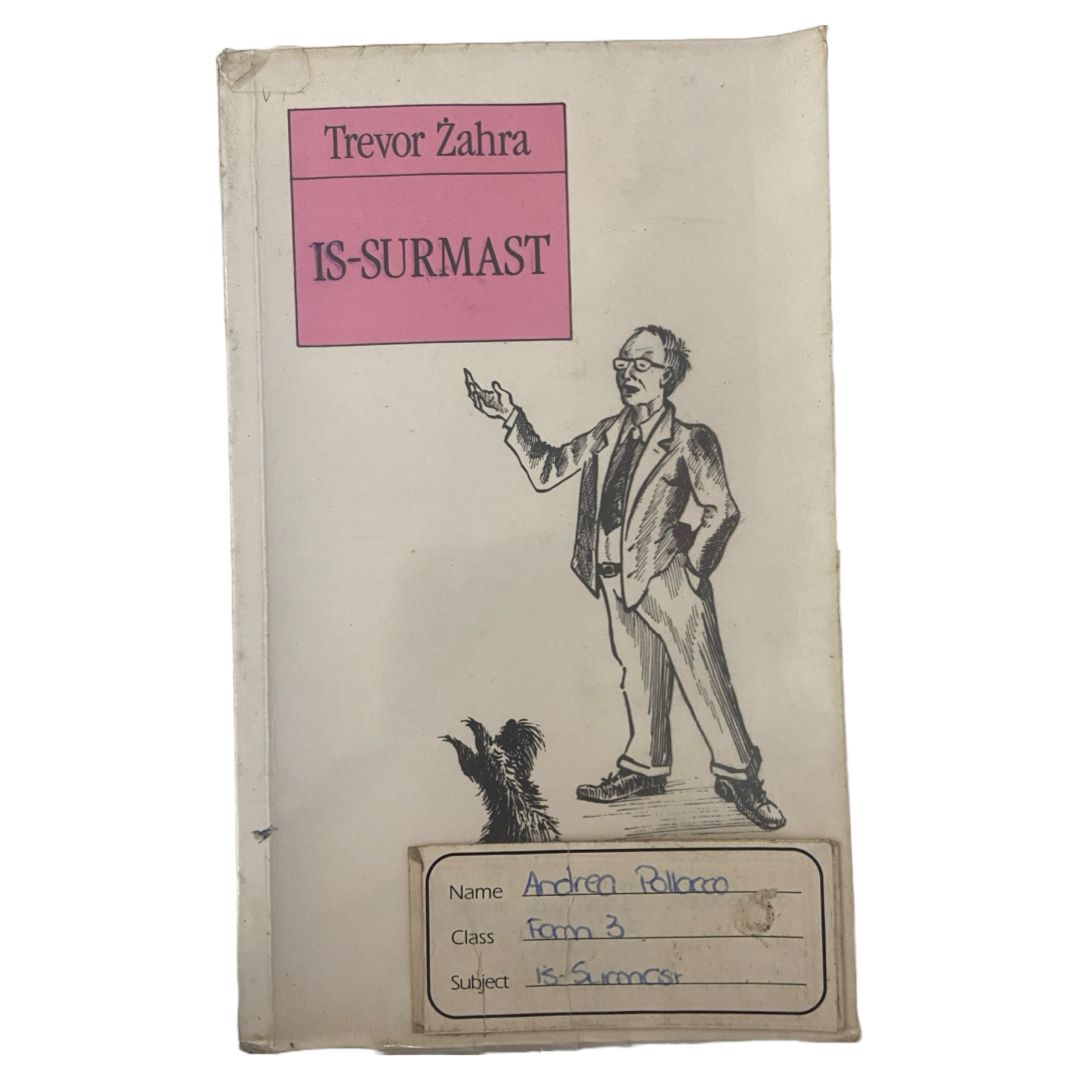 Trevor Żahra
IS-SURMAST
Name Andrea Pollacco
Class Form 3
Subject is-Surmast